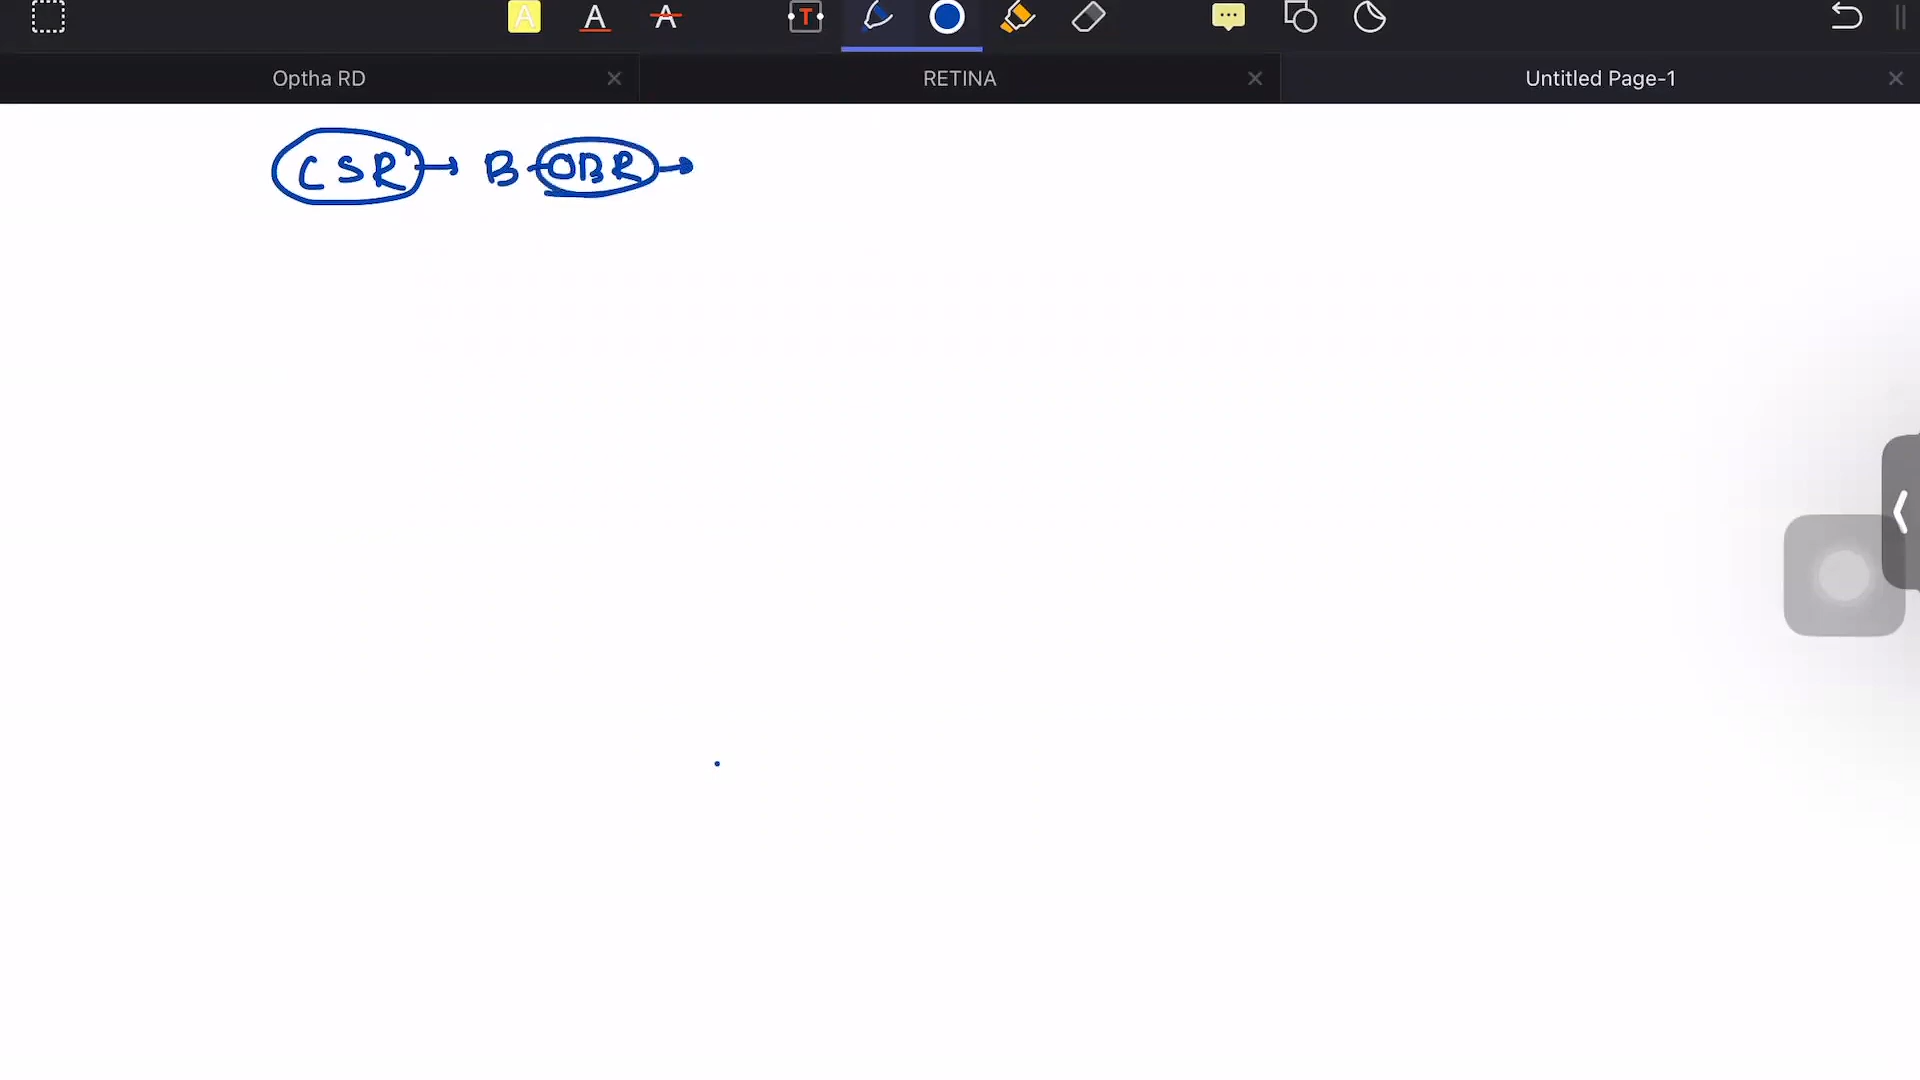 Optha RD RETINA Untitled Page-1
CSR → B-OBR →